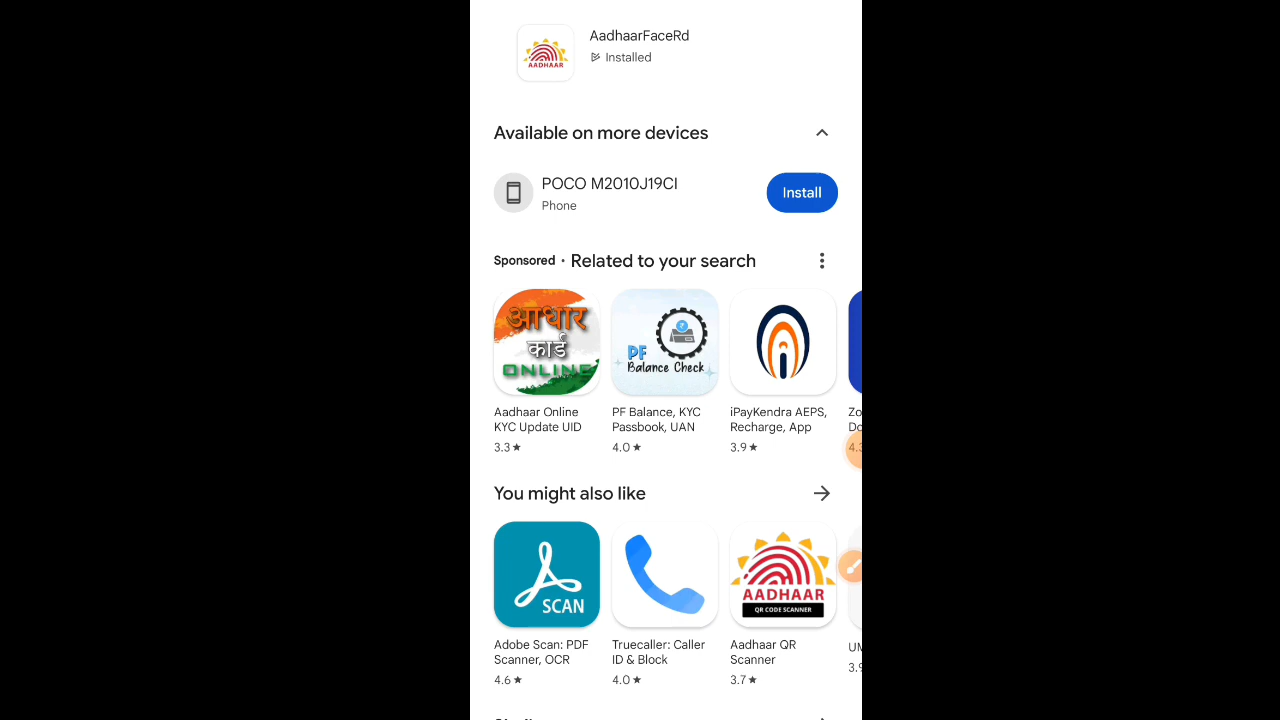 AadhaarFaceRd
AADHAAR
Installed
Available on more devices
POCO M2010J19CI
Phone
Install
Sponsored • Related to your search
आधार
कार्ड
ONLINE
PF
Balance Check
Aadhaar Online
KYC Update UID
3.3★
PF Balance, KYC
Passbook, UAN
4.0★
iPayKendra AEPS,
Recharge, App
3.9★
Zo
Do
4.3
You might also like
SCAN
AADHAAR
QR CODE SCANNER
Adobe Scan: PDF
Scanner, OCR
4.6★
Truecaller: Caller
ID & Block
4.0★
Aadhaar QR
Scanner
3.7★
UM
3.9